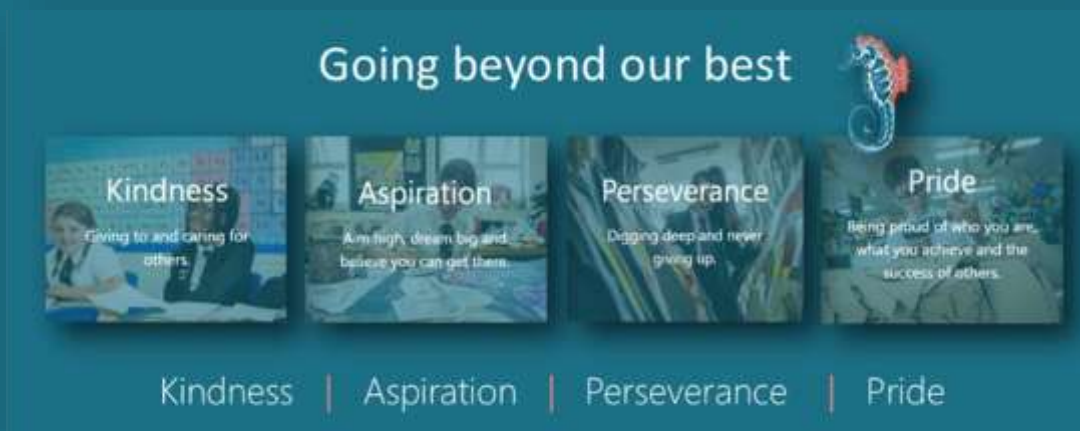 Going beyond our best
Kindness
Giving to and caring for
others.
Aspiration
Aim high, dream big and
believe you can get there.
Perseverance
Digging deep and never
giving up.
Pride
Being proud of who you are,
what you achieve and the
success of others.
Kindness | Aspiration | Perseverance | Pride